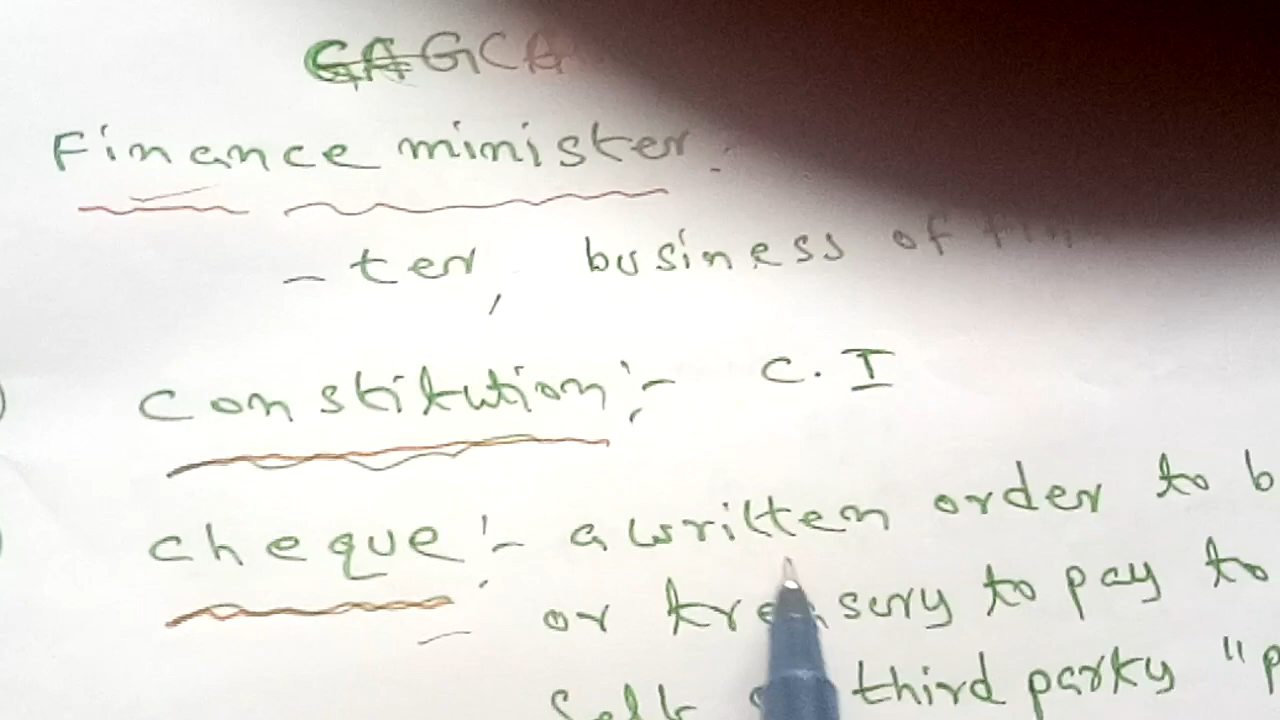 GCA
Finance minister :
– ter, business of
Constitution :- C. I
cheque :- a written order to b
or treasury to pay to
third party "p